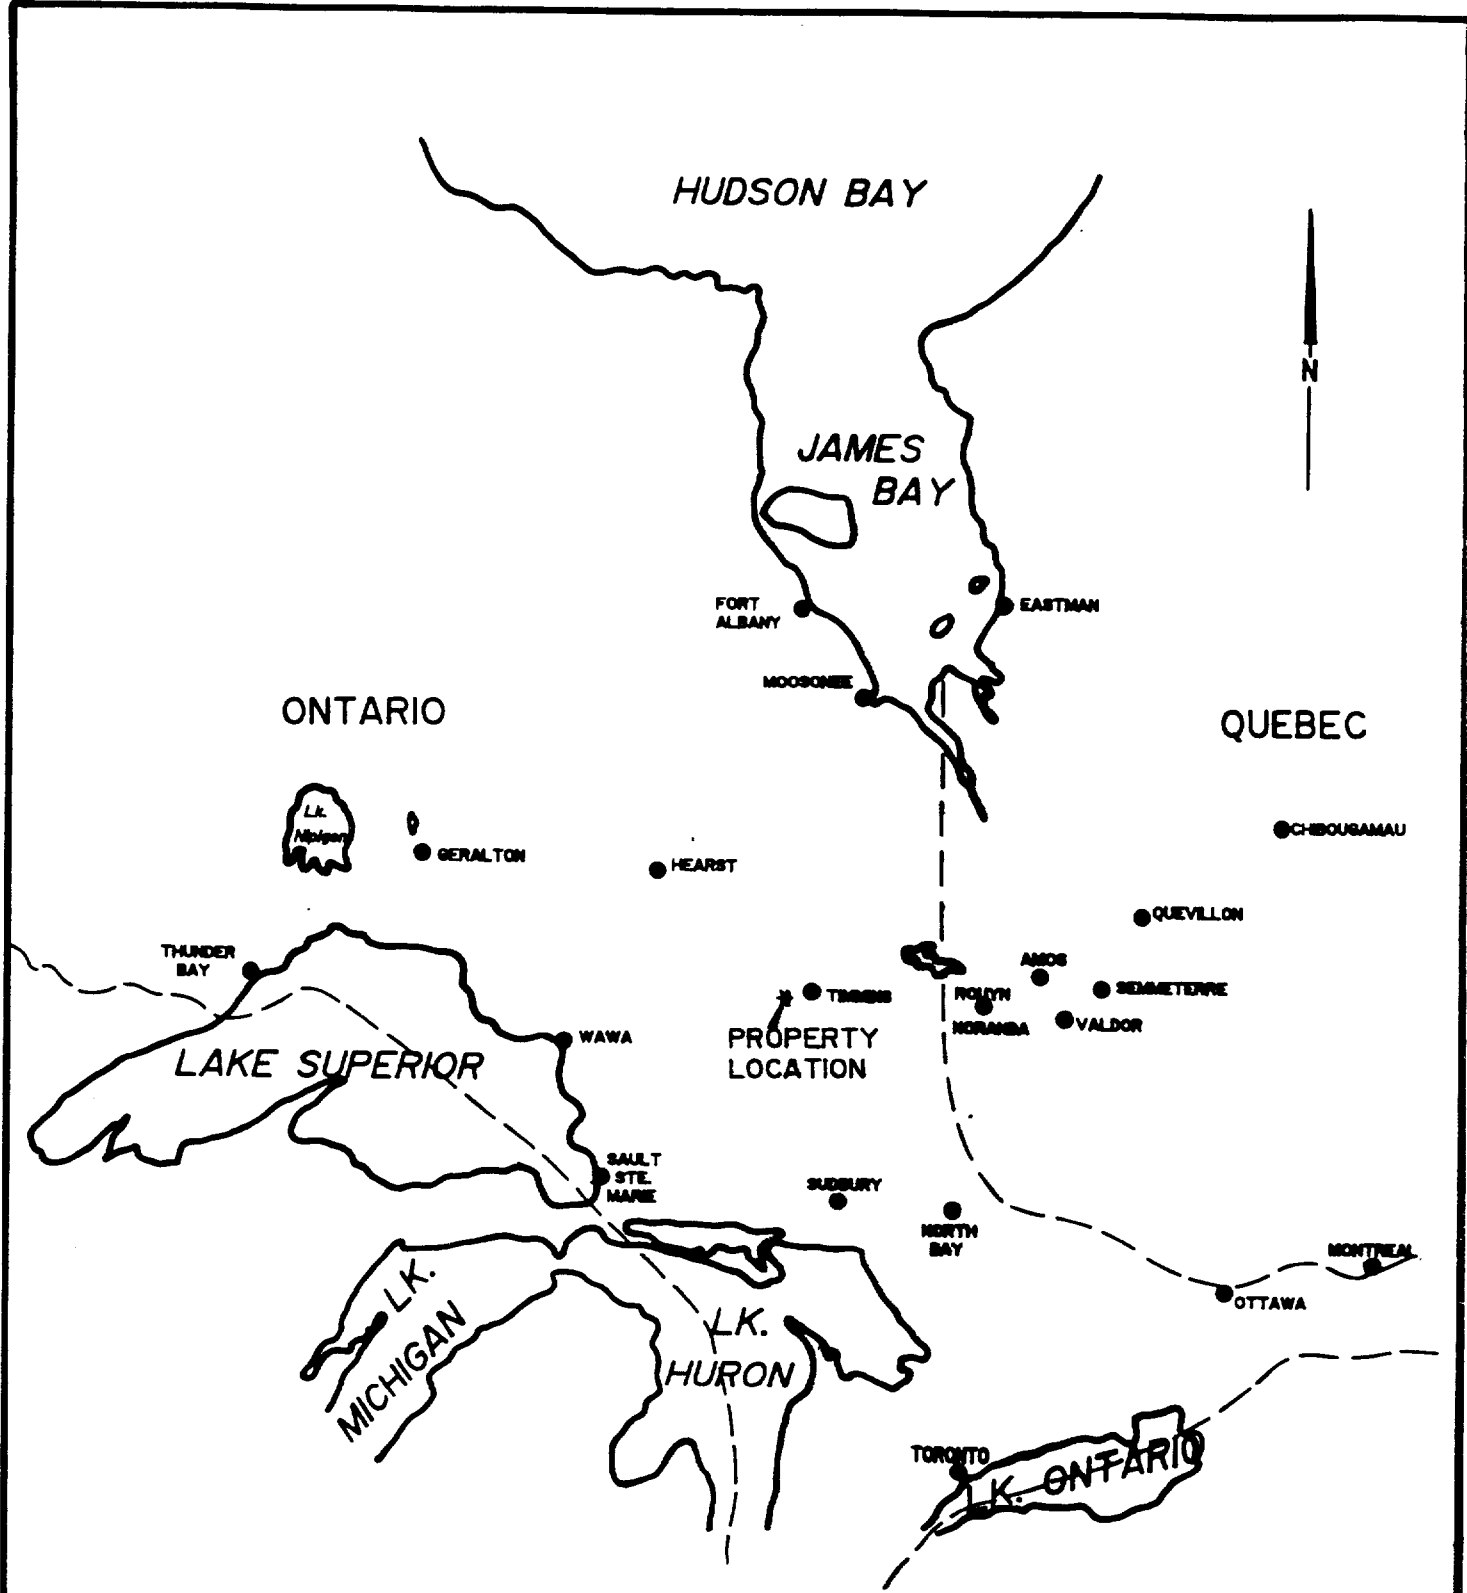 HUDSON BAY
N
JAMES
BAY
FORT
ALBANY
EASTMAN
MOOSONEE
ONTARIO
QUEBEC
Lk.
Nipigon
GERALTON
HEARST
CHIBOUGAMAU
QUEVILLON
THUNDER
BAY
AMOS
TIMMINS
ROUYN
NORANDA
SEMMETERRE
VALDOR
WAWA
PROPERTY
LOCATION
LAKE SUPERIOR
SAULT
STE.
MARIE
SUDBURY
NORTH
BAY
MONTREAL
OTTAWA
LK.
MICHIGAN
LK.
HURON
TORONTO
LK. ONTARIO